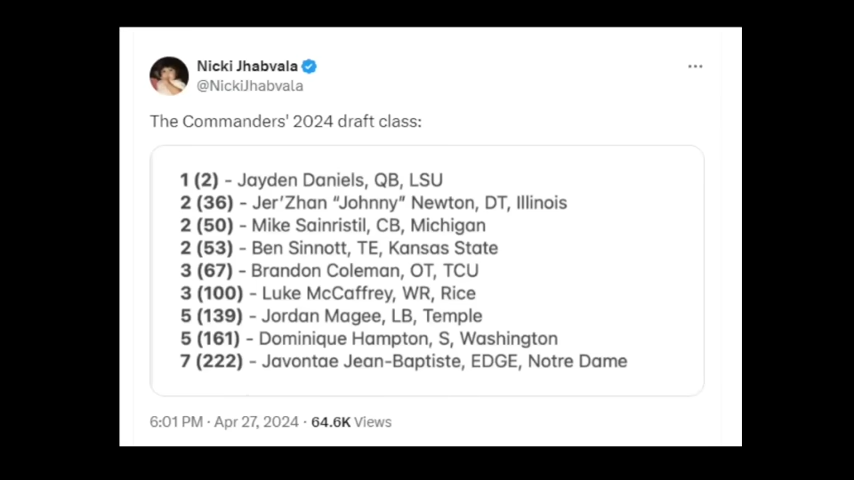 Nicki Jhabvala
@NickiJhabvala
The Commanders' 2024 draft class:
1 (2) - Jayden Daniels, QB, LSU
2 (36) - Jer'Zhan “Johnny” Newton, DT, Illinois
2 (50) - Mike Sainristil, CB, Michigan
2 (53) - Ben Sinnott, TE, Kansas State
3 (67) - Brandon Coleman, OT, TCU
3 (100) - Luke McCaffrey, WR, Rice
5 (139) - Jordan Magee, LB, Temple
5 (161) - Dominique Hampton, S, Washington
7 (222) - Javontae Jean-Baptiste, EDGE, Notre Dame
6:01 PM · Apr 27, 2024 · 64.6K Views